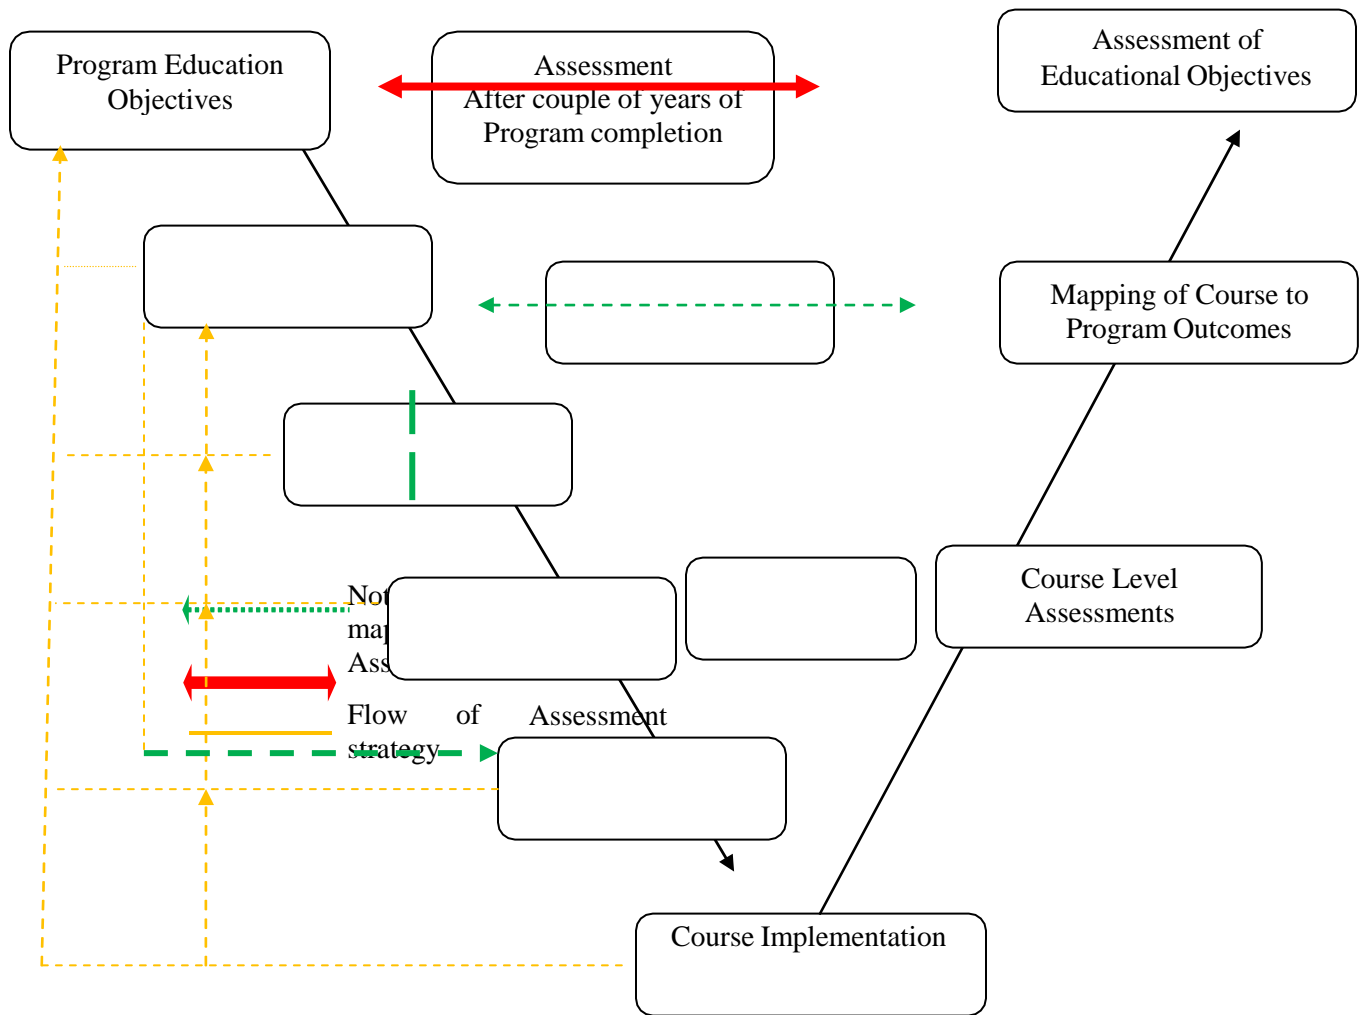 Program Education
Objectives
Assessment
After couple of years of
Program completion
Assessment of
Educational Objectives
Mapping of Course to
Program Outcomes
Course Level
Assessments
Flow of Assessment
strategy
Course Implementation